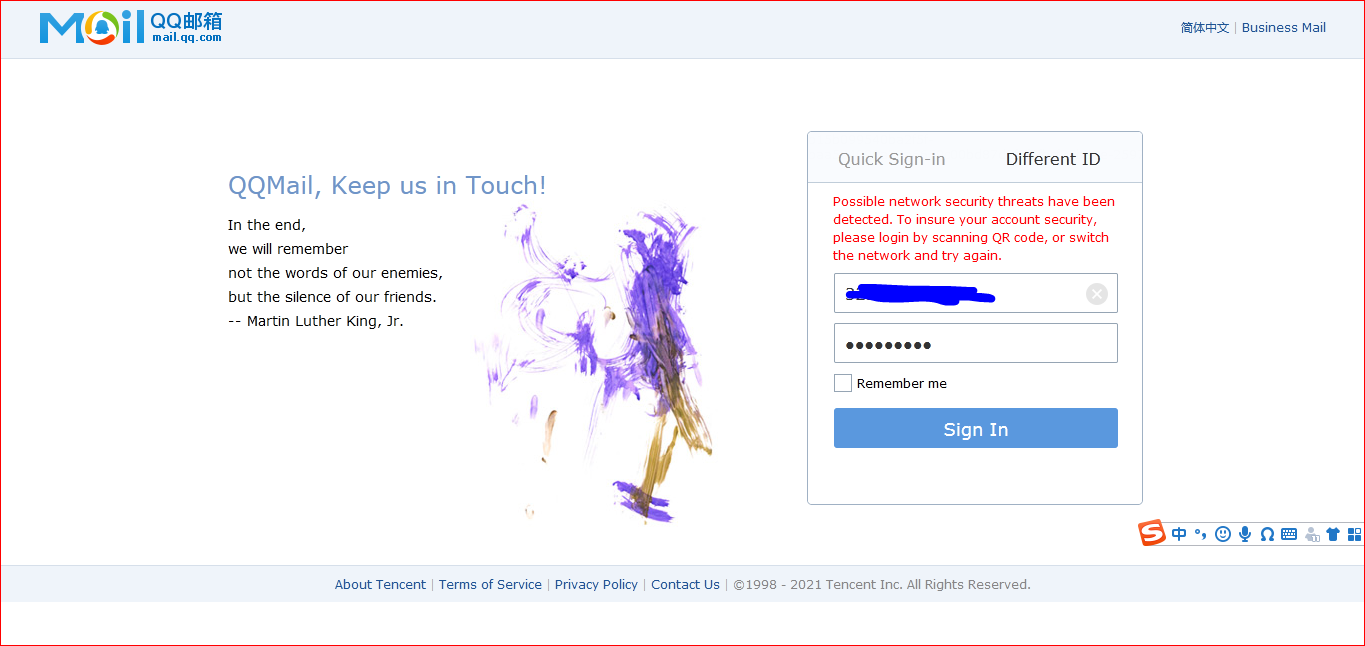 Mail QQ邮箱
mail.qq.com
简体中文 | Business Mail
QQMail, Keep us in Touch!
In the end,
we will remember
not the words of our enemies,
but the silence of our friends.
-- Martin Luther King, Jr.
Quick Sign-in Different ID
Possible network security threats have been
detected. To insure your account security,
please login by scanning QR code, or switch
the network and try again.
Remember me
Sign In
S 中
About Tencent | Terms of Service | Privacy Policy | Contact Us | ©1998 - 2021 Tencent Inc. All Rights Reserved.